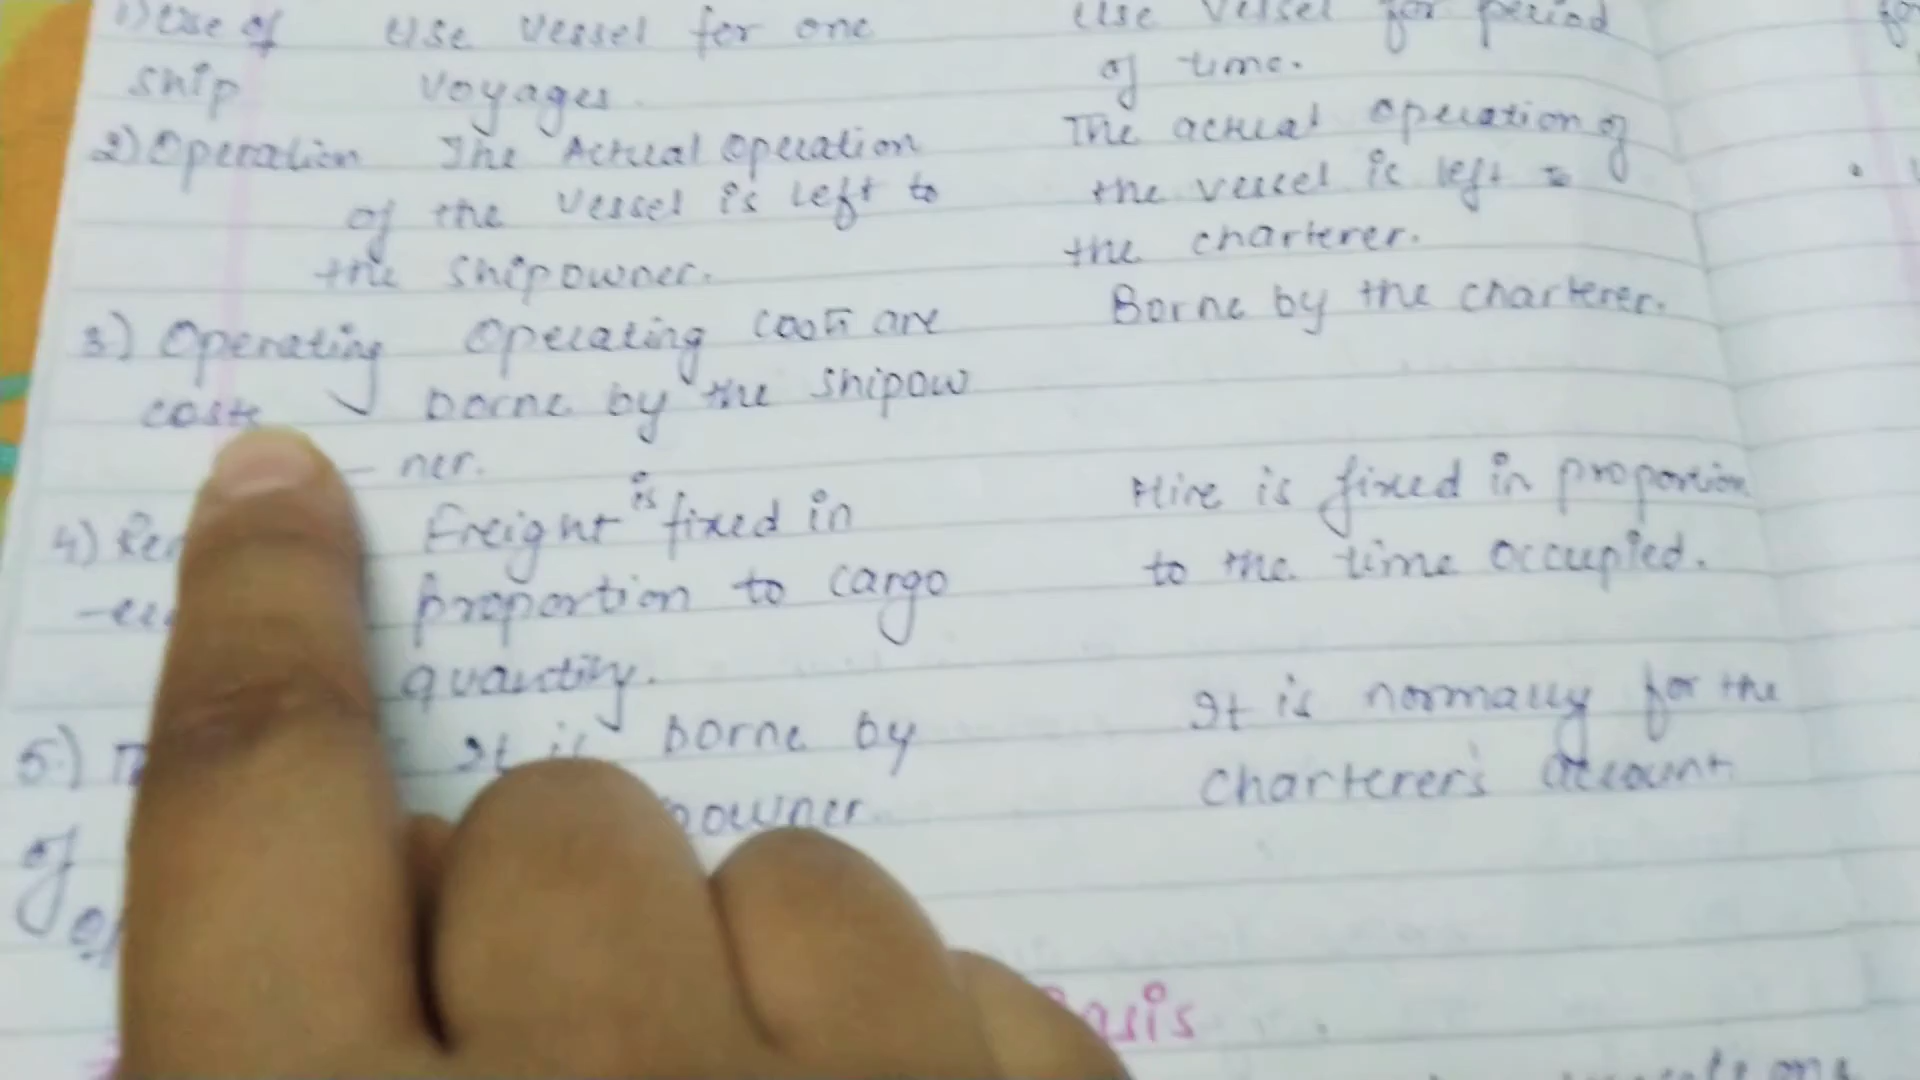 1) Use of Use vessel for one Use vessel for period
ship voyages. of time.
2) Operation The Actual Operation The actual operation of
of the vessel is left to the vessel is left to
the shipowner. the charterer.
3) Operating Operating costs are Borne by the charterer.
costs borne by the shipow
- ner.
4) Freight is fixed in Hire is fixed in proportion
proportion to cargo to the time occupied.
quantity.
5.) It is borne by It is normally for the
charterer's account
of